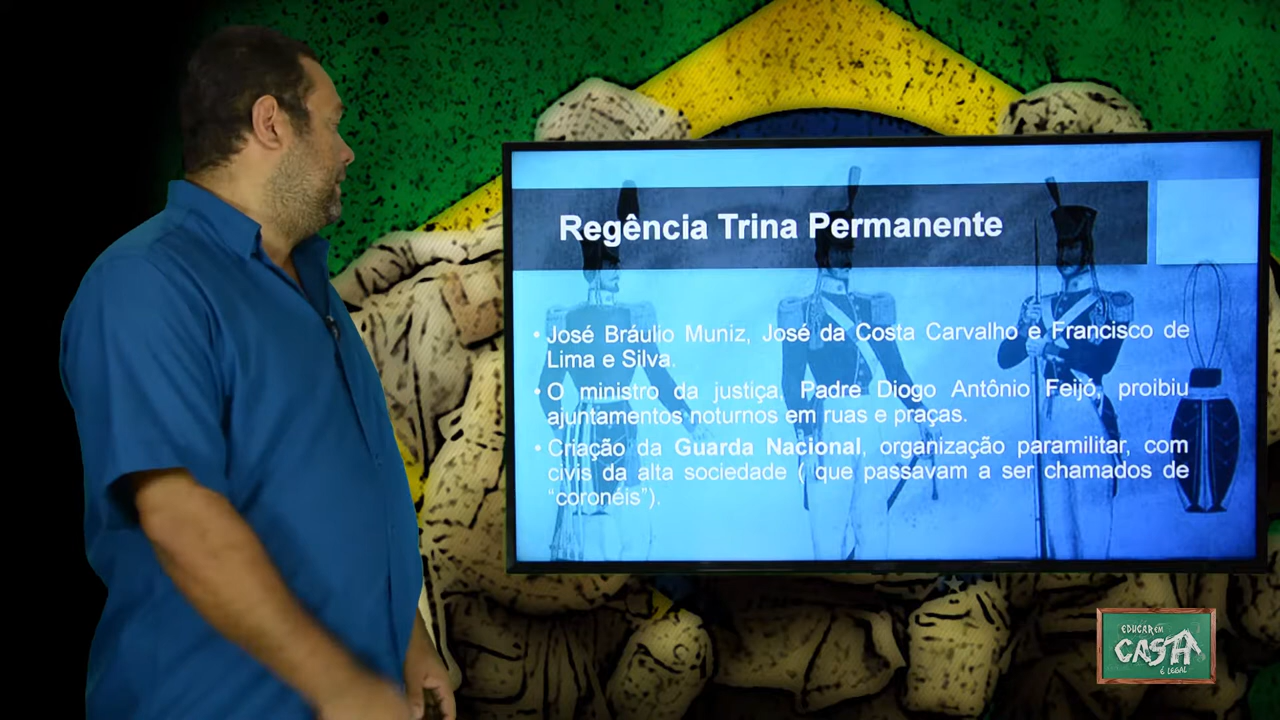 Regência Trina Permanente
• José Bráulio Muniz, José da Costa Carvalho e Francisco de
Lima e Silva.
• O ministro da justiça, Padre Diogo Antônio Feijó, proibiu
ajuntamentos noturnos em ruas e praças.
• Criação da Guarda Nacional, organização paramilitar, com
civis da alta sociedade ( que passavam a ser chamados de
“coronéis”).
EDUCAR EM
CASA
É LEGAL